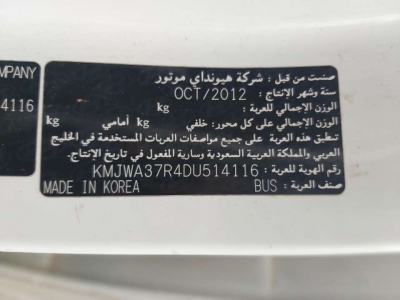 MPANY
4116
صنعت من قبل : شركة هيونداي موتور
سنة وشهر الإنتاج : OCT/2012
الوزن الإجمالي للعربة : kg
الوزن الإجمالي على كل محور: خلفي kg أمامي kg
تنطبق هذه العربة على جميع مواصفات العربات المستخدمة في الخليج
العربي والمملكة العربية السعودية وسارية المفعول في تاريخ الإنتاج.
رقم الهوية للعربة : KMJWA37R4DU514116
صنف العربة : BUS MADE IN KOREA